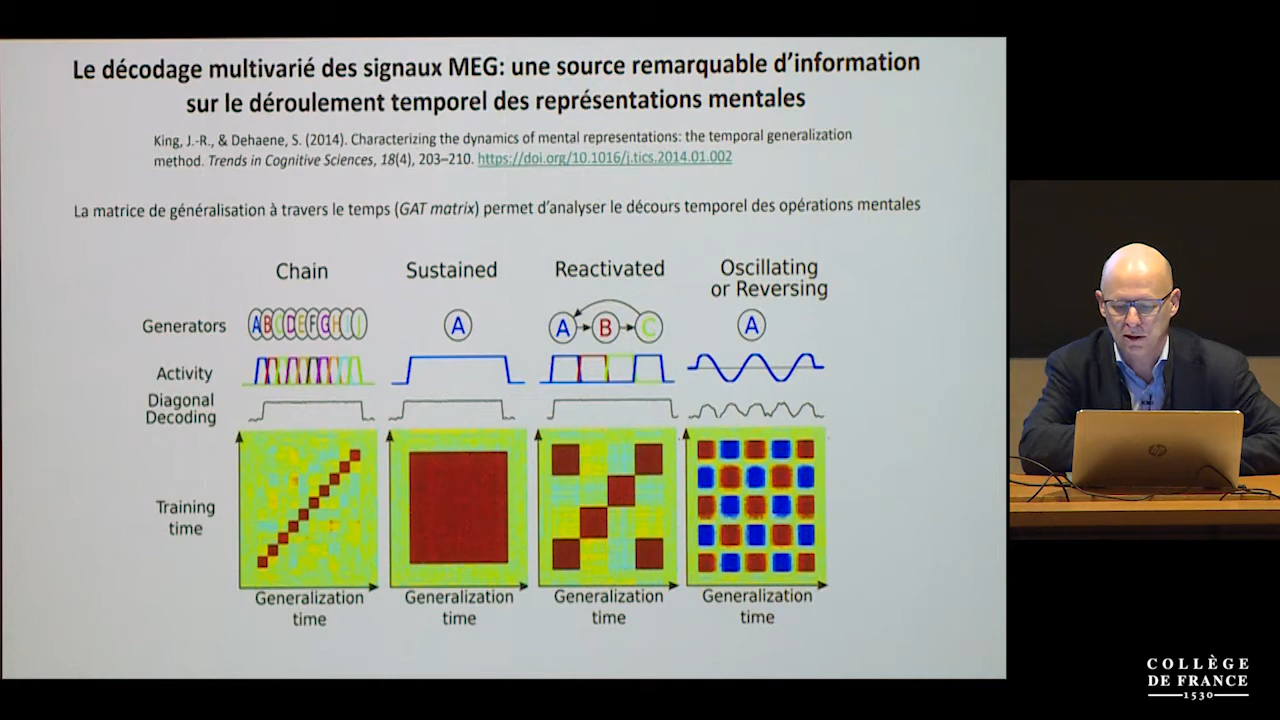 Le décodage multivarié des signaux MEG: une source remarquable d'information
sur le déroulement temporel des représentations mentales
King, J.-R., & Dehaene, S. (2014). Characterizing the dynamics of mental representations: the temporal generalization
method. Trends in Cognitive Sciences, 18(4), 203–210. https://doi.org/10.1016/j.tics.2014.01.002
La matrice de généralisation à travers le temps (GAT matrix) permet d'analyser le décours temporel des opérations mentales
Chain
Sustained
Reactivated
Oscillating
or Reversing
Generators
A B C D E F G H I J
A
A B C
A
Activity
Diagonal
Decoding
Training
time
Generalization
time
Generalization
time
Generalization
time
Generalization
time
hp
COLLÈGE
DE FRANCE
1530